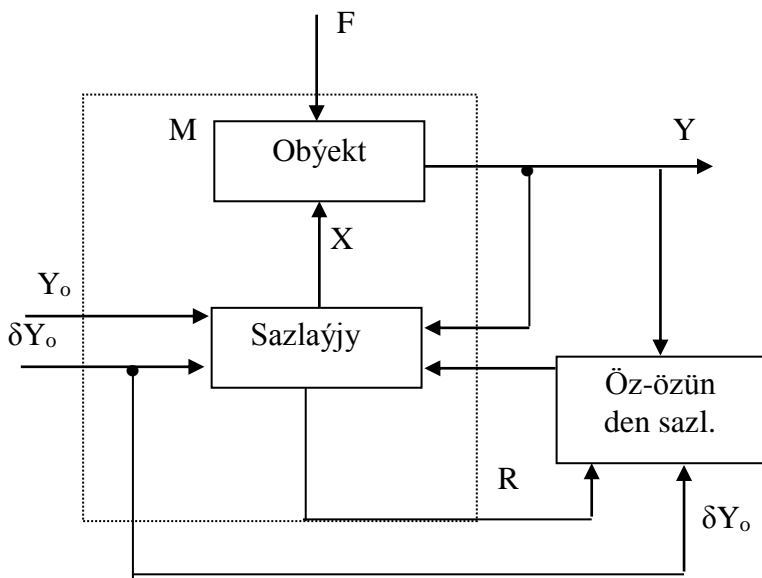 F
M
Obýekt
Y
X
Yₒ
δYₒ
Sazlaýjy
Öz-özün
den sazl.
R
δYₒ